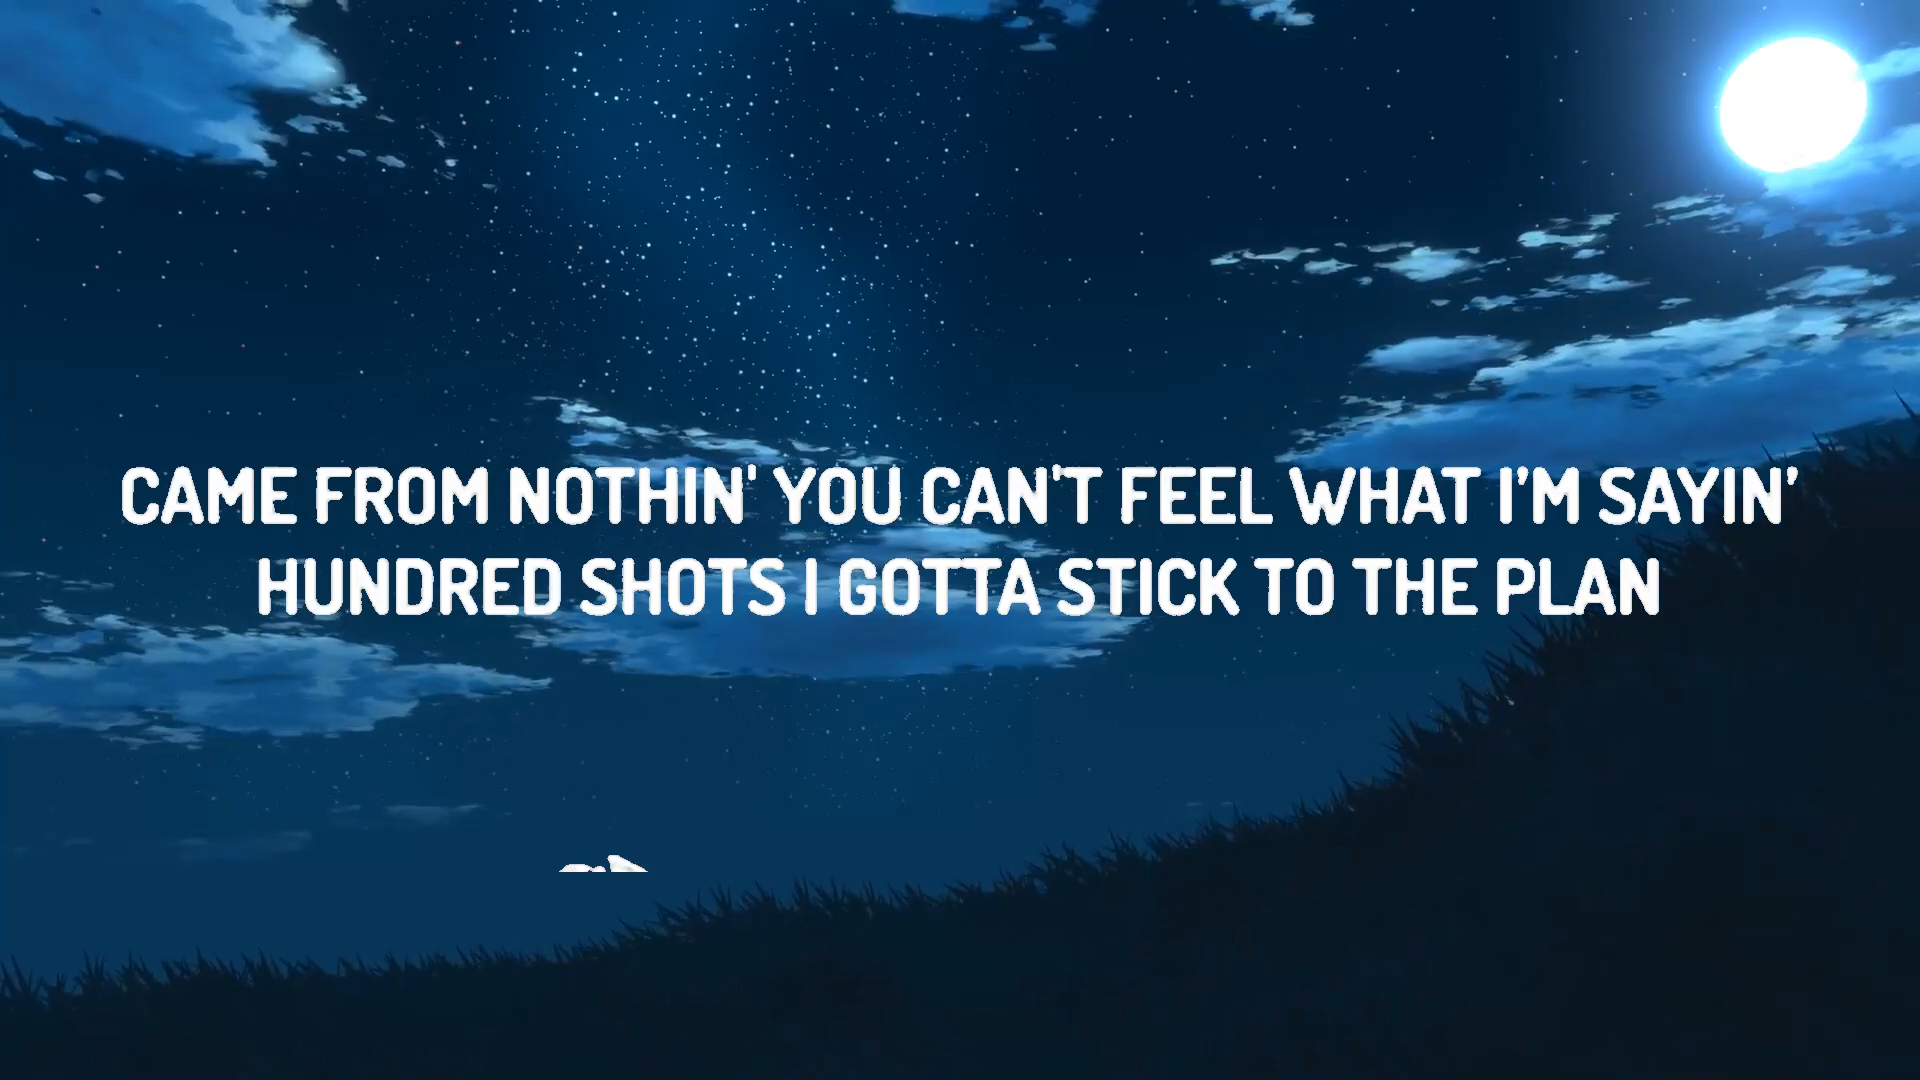 CAME FROM NOTHIN' YOU CAN'T FEEL WHAT I'M SAYIN'
HUNDRED SHOTS I GOTTA STICK TO THE PLAN